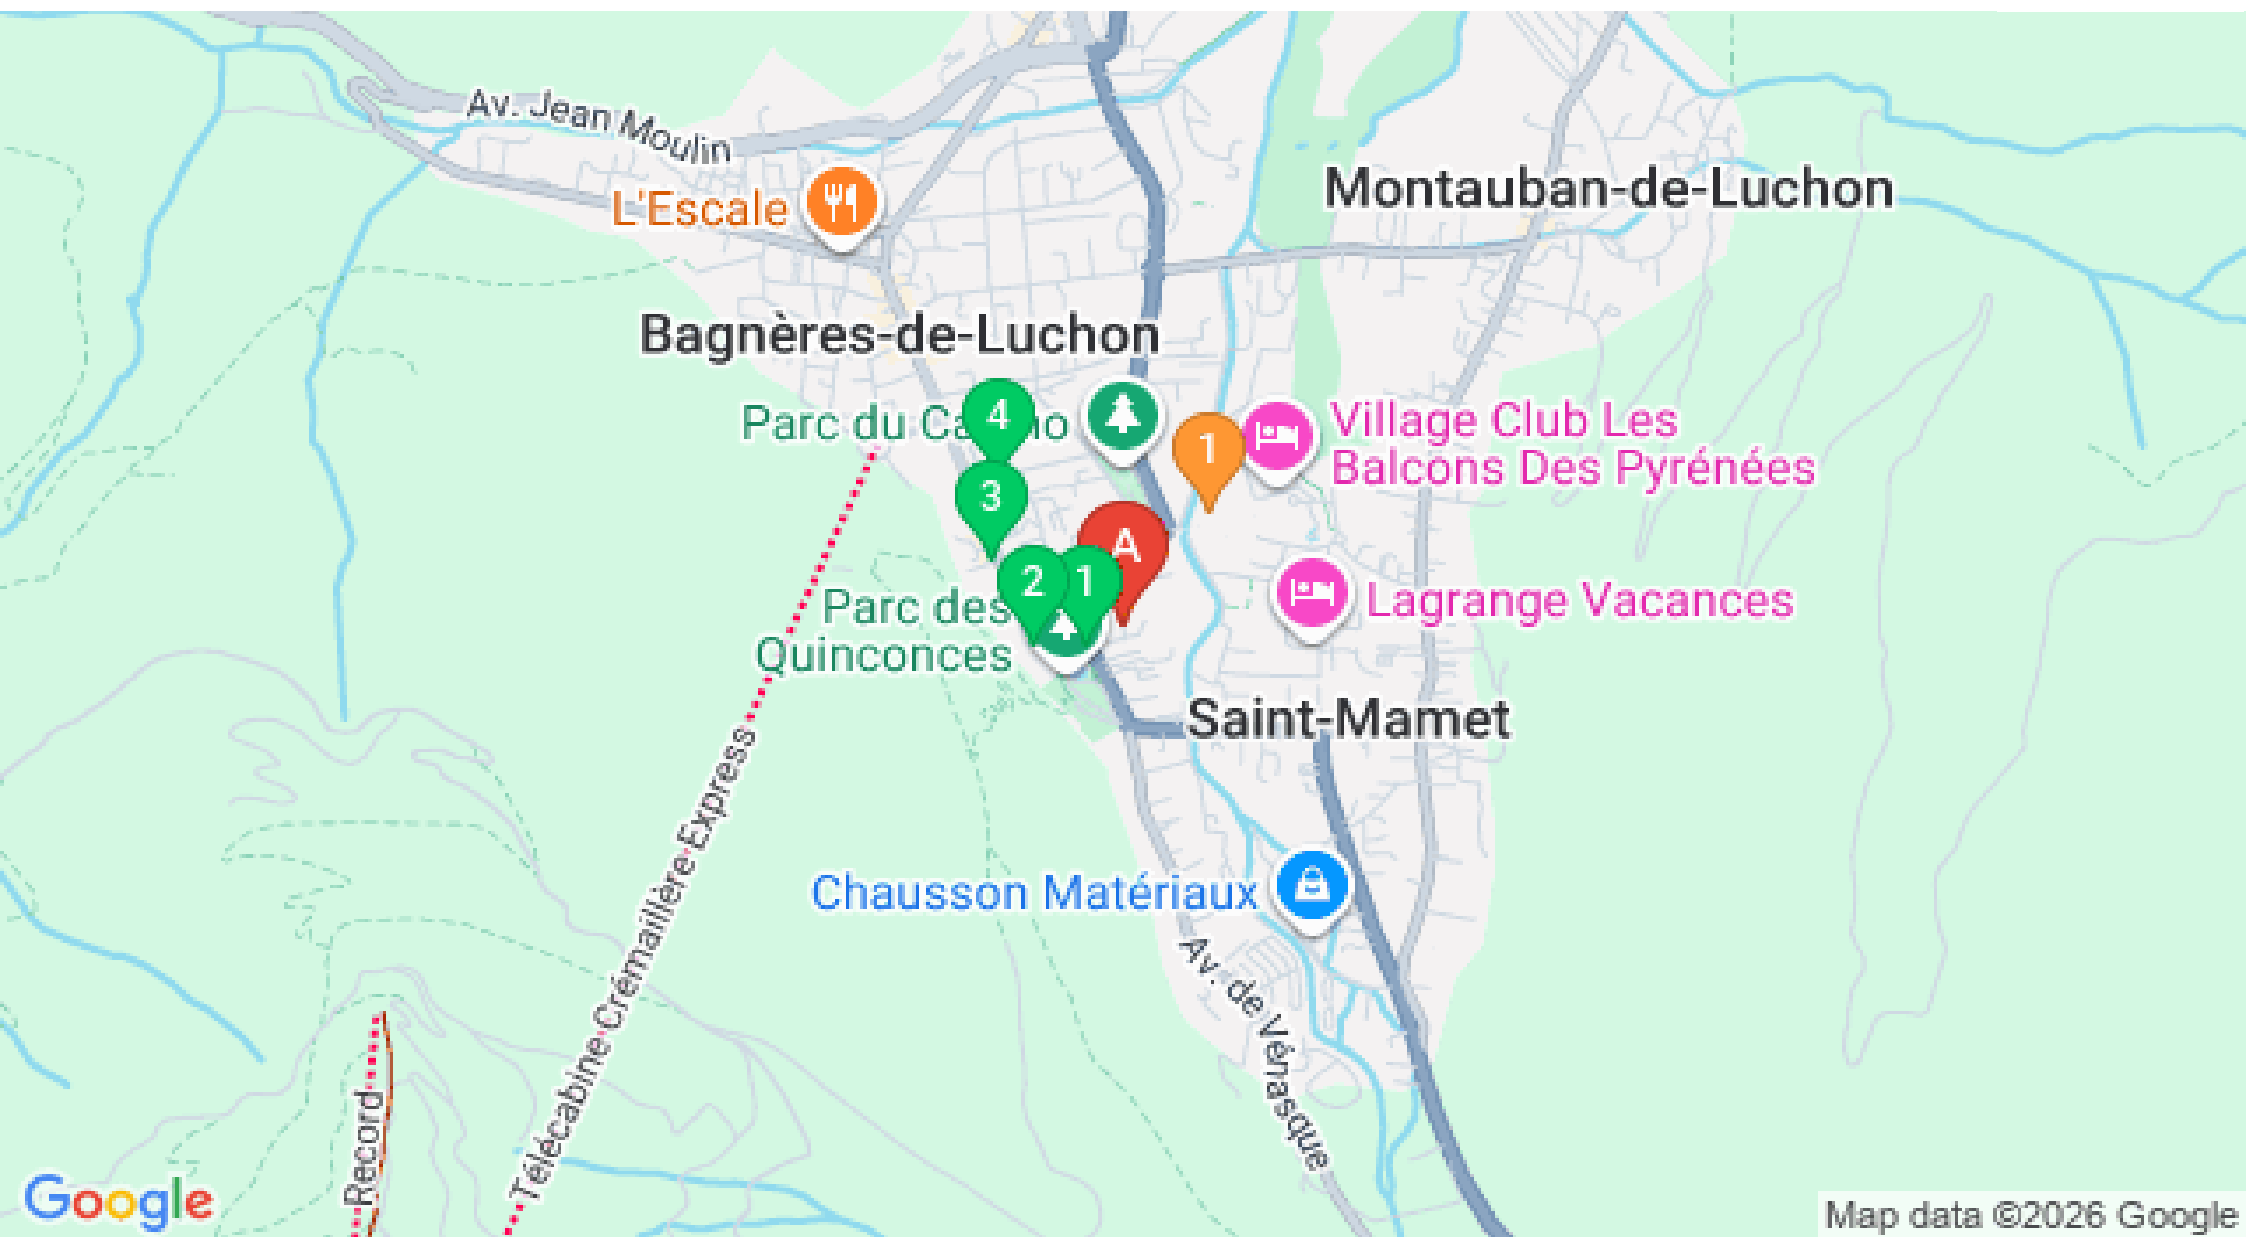 Av. Jean Moulin
L'Escale
Montauban-de-Luchon
Bagnères-de-Luchon
Parc du
4
1
Village Club Les
Balcons Des Pyrénées
3
A
2
1
Parc des
Quinconces
Lagrange Vacances
Saint-Mamet
Télécabine Crémaillère Express
Chausson Matériaux
Av. de Vénasque
Record
Google
Map data ©2026 Google